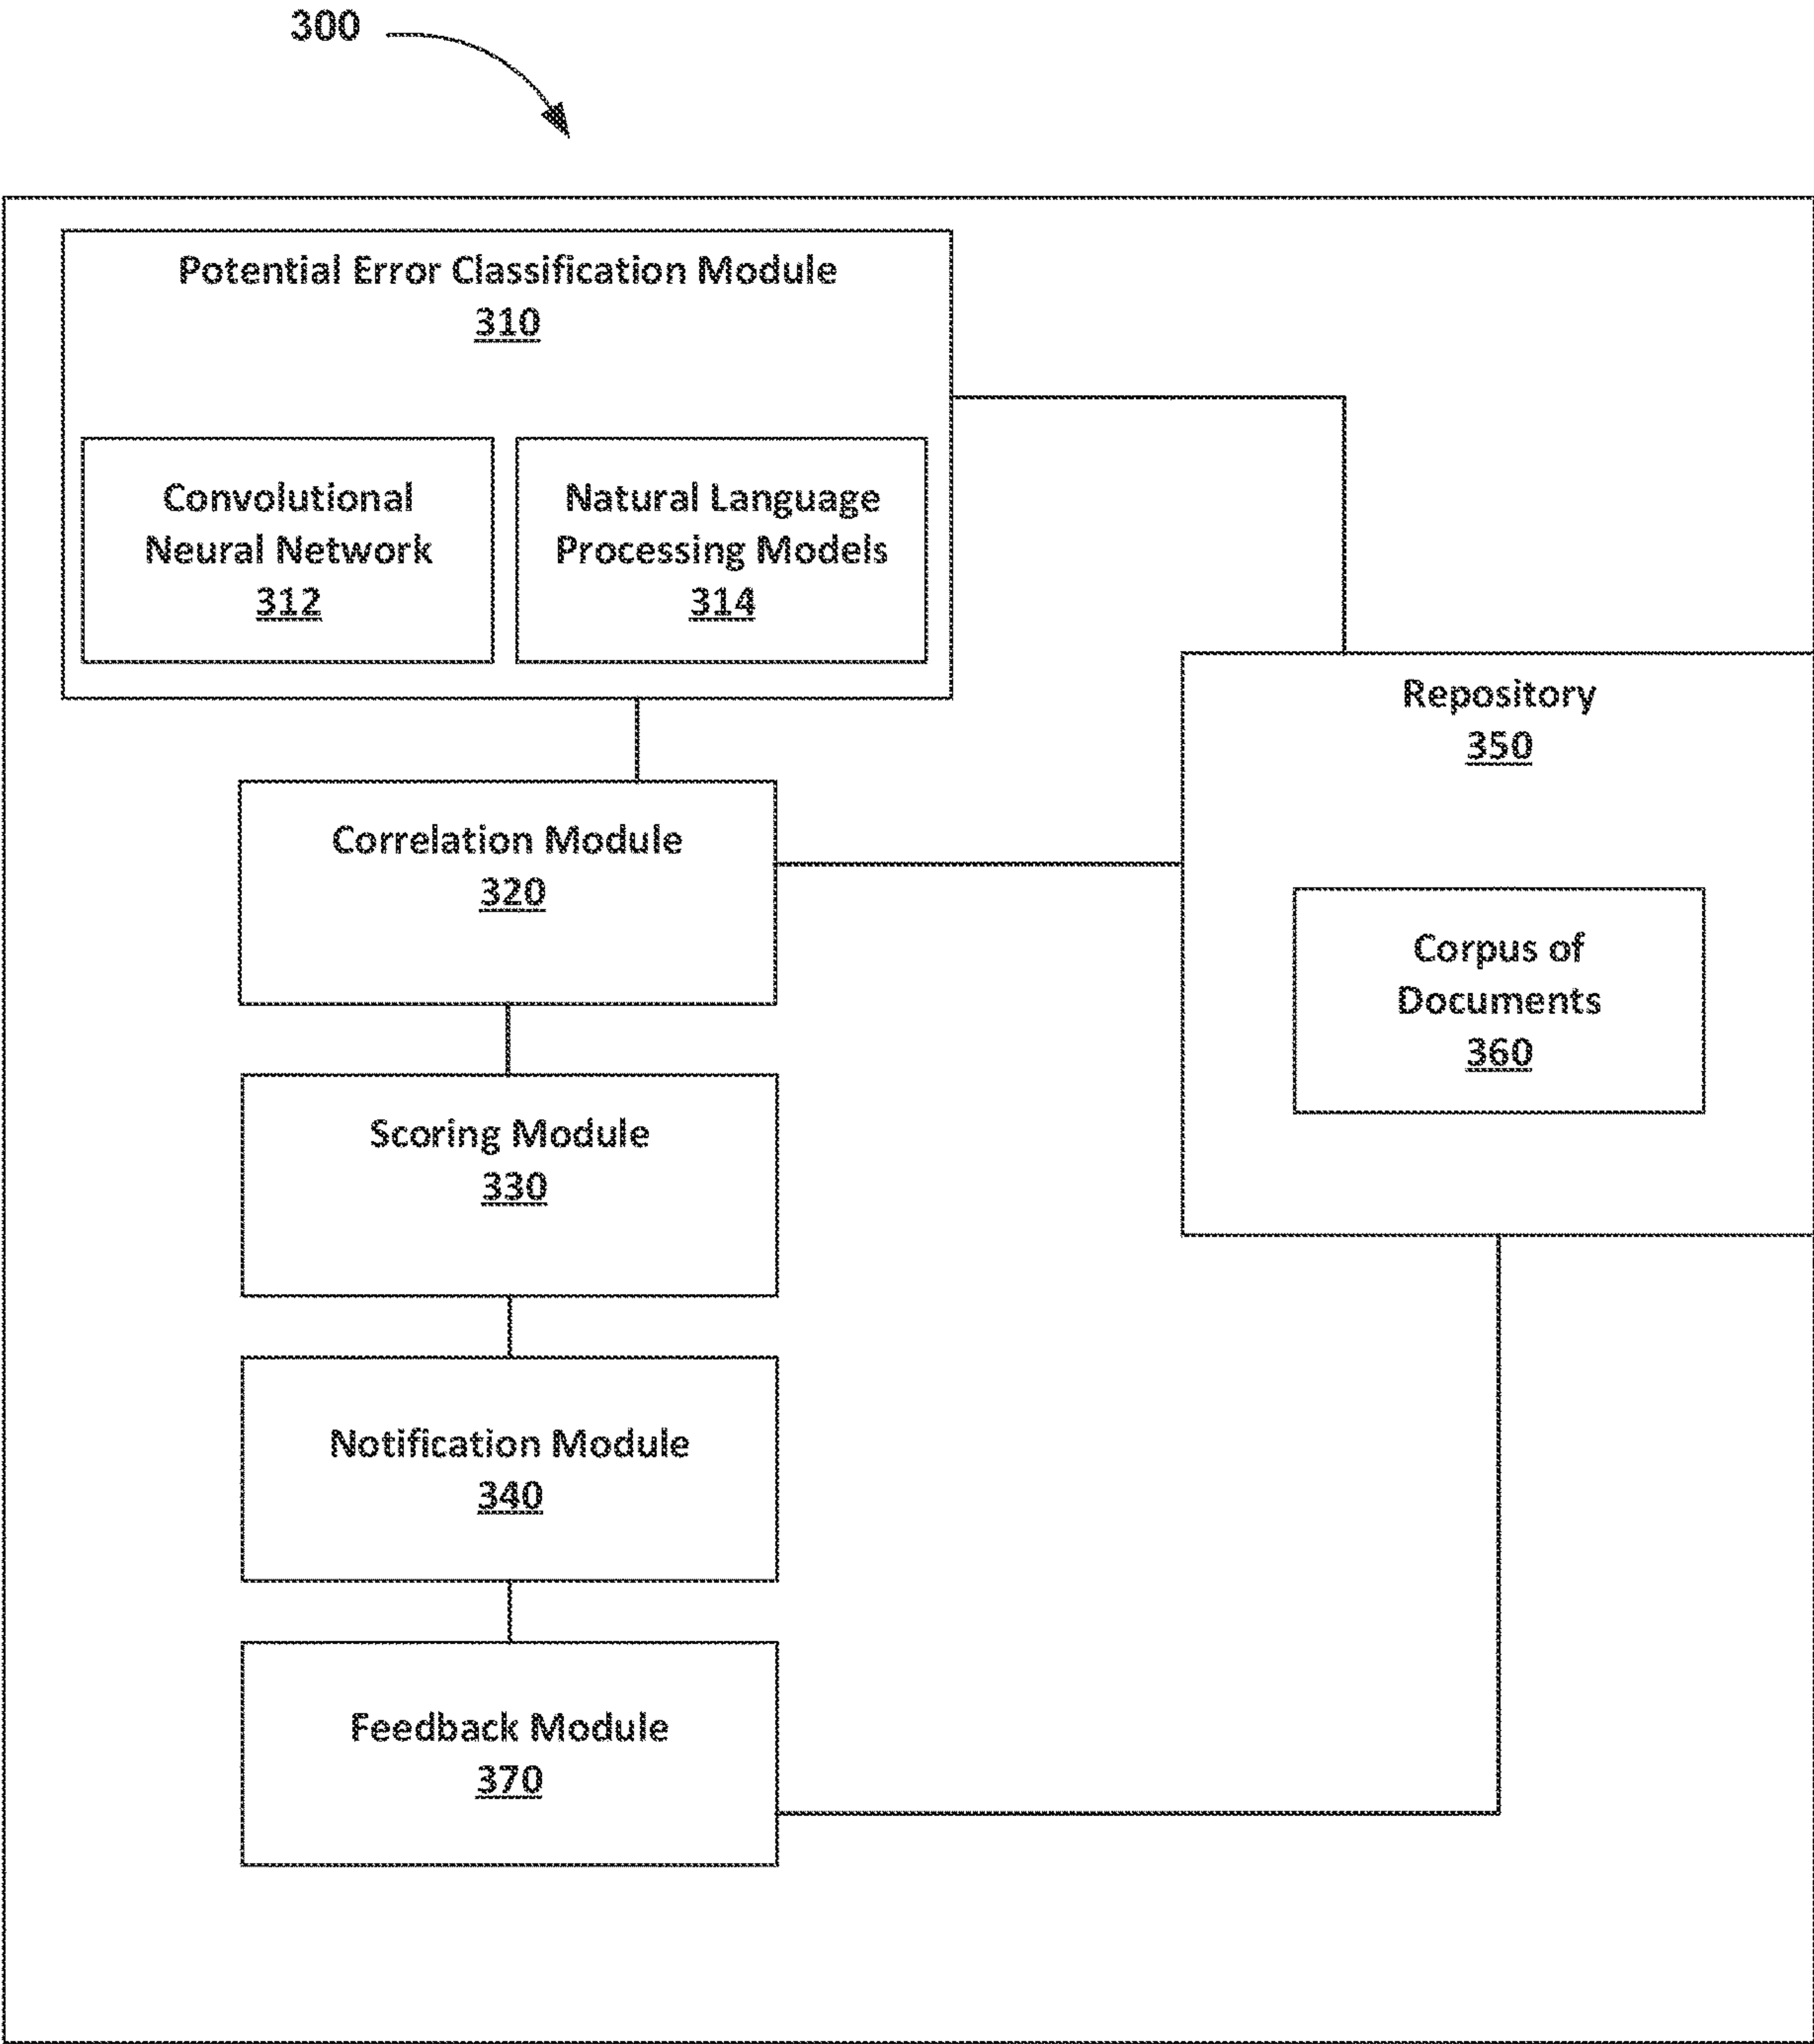 300
Potential Error Classification Module
310
Convolutional
Neural Network
312
Natural Language
Processing Models
314
Repository
350
Correlation Module
320
Corpus of
Documents
360
Scoring Module
330
Notification Module
340
Feedback Module
370